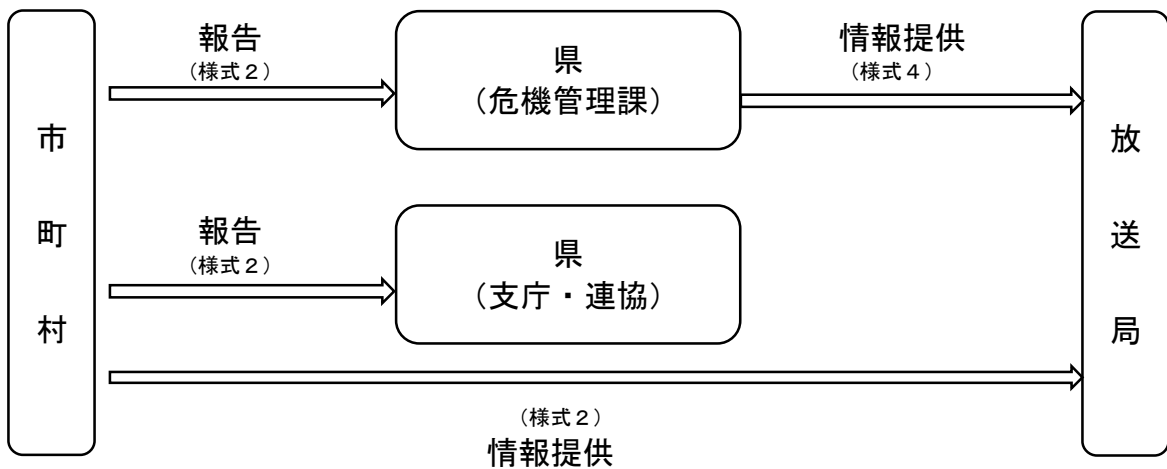 市町村
報告
（様式２）
県
（危機管理課）
情報提供
（様式４）
放送局
報告
（様式２）
県
（支庁・連協）
（様式２）
情報提供